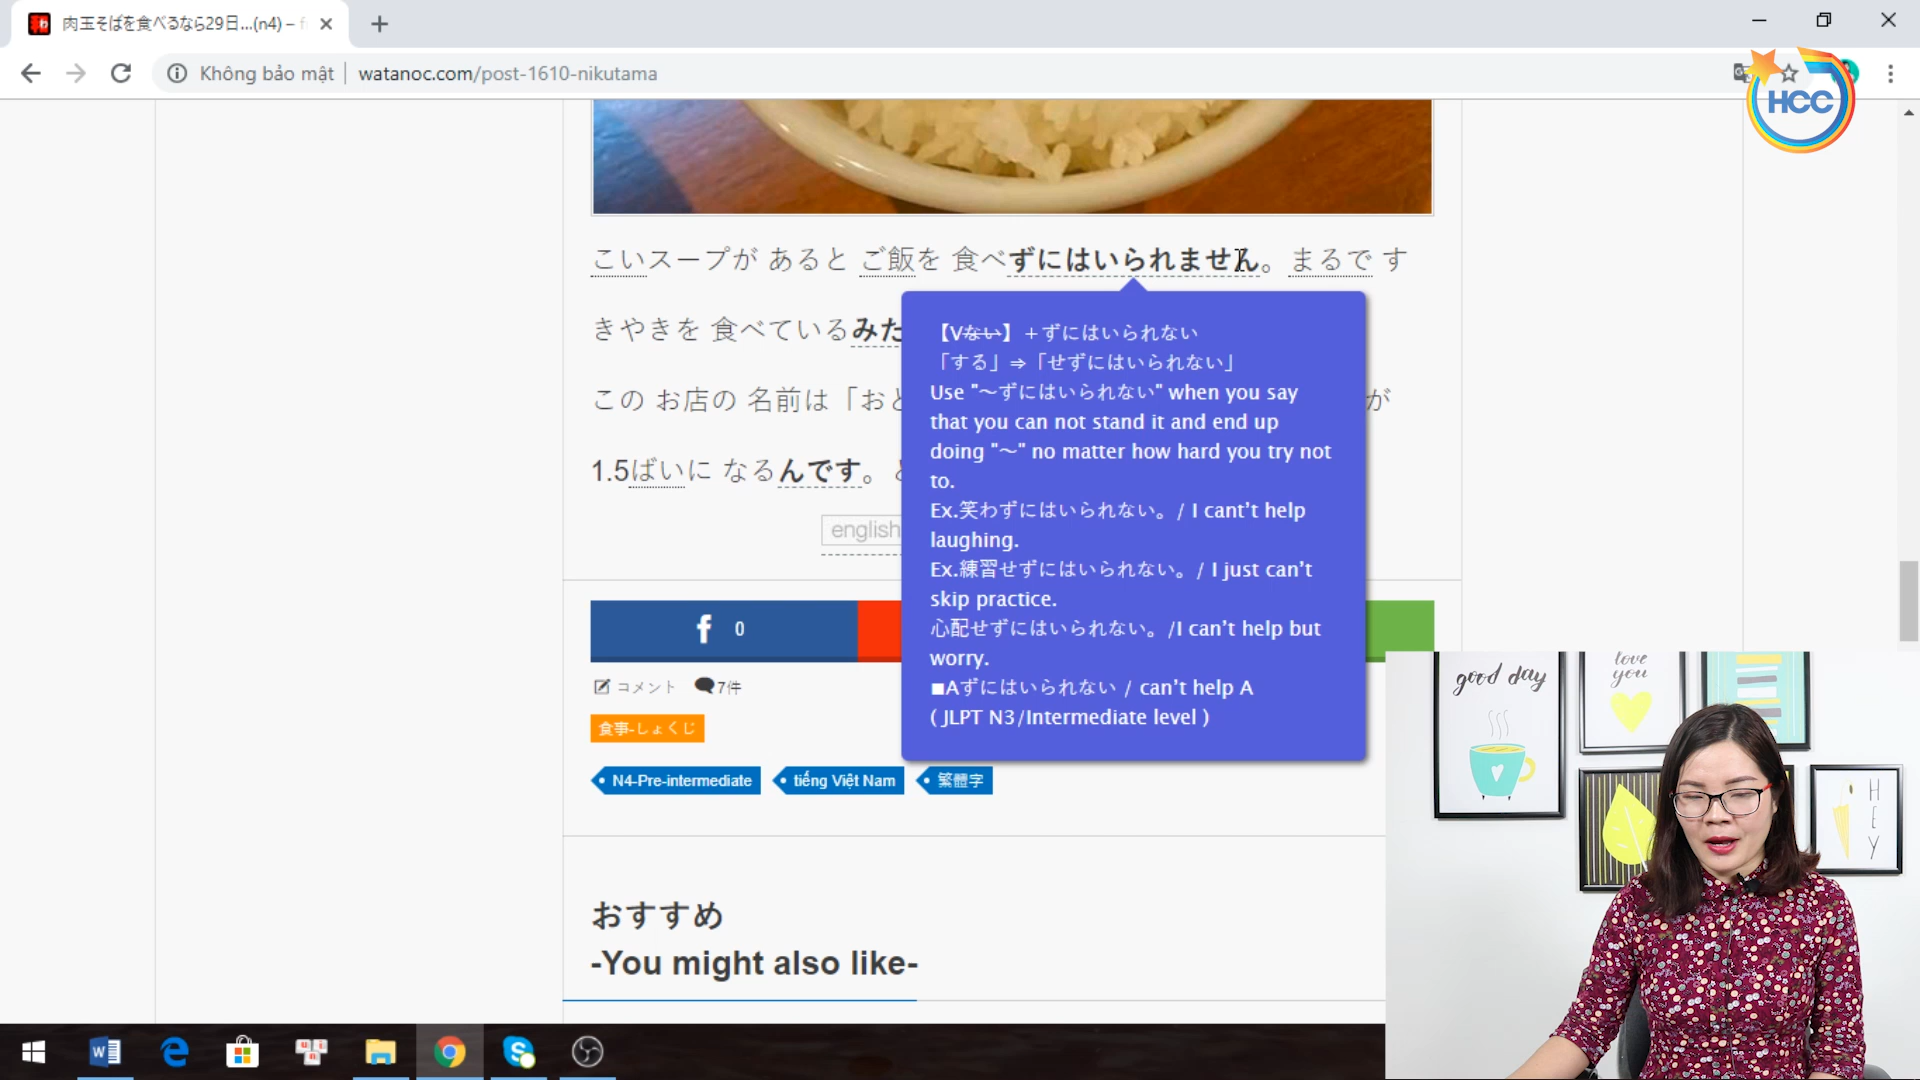 肉玉そばを食べるなら29日...(n4) –
Không bảo mật
watanoc.com/post-1610-nikutama
HCC
こいスープが あると ご飯を 食べずにはいられません。まるで す
きやきを 食べているみた
この お店の 名前は「おと
が
1.5ばいに なるんです。
english
【Vない】＋ずにはいられない
「する」⇒「せずにはいられない」
Use "～ずにはいられない" when you say
that you can not stand it and end up
doing "～" no matter how hard you try not
to.
Ex.笑わずにはいられない。/ I cant't help
laughing.
Ex.練習せずにはいられない。/ I just can't
skip practice.
心配せずにはいられない。/I can't help but
worry.
■Aずにはいられない / can't help A
( JLPT N3/Intermediate level )
0
コメント 7件
食事-しょくじ
N4-Pre-intermediate
tiếng Việt Nam
繁體字
おすすめ
-You might also like-
good day
love
you
HEY